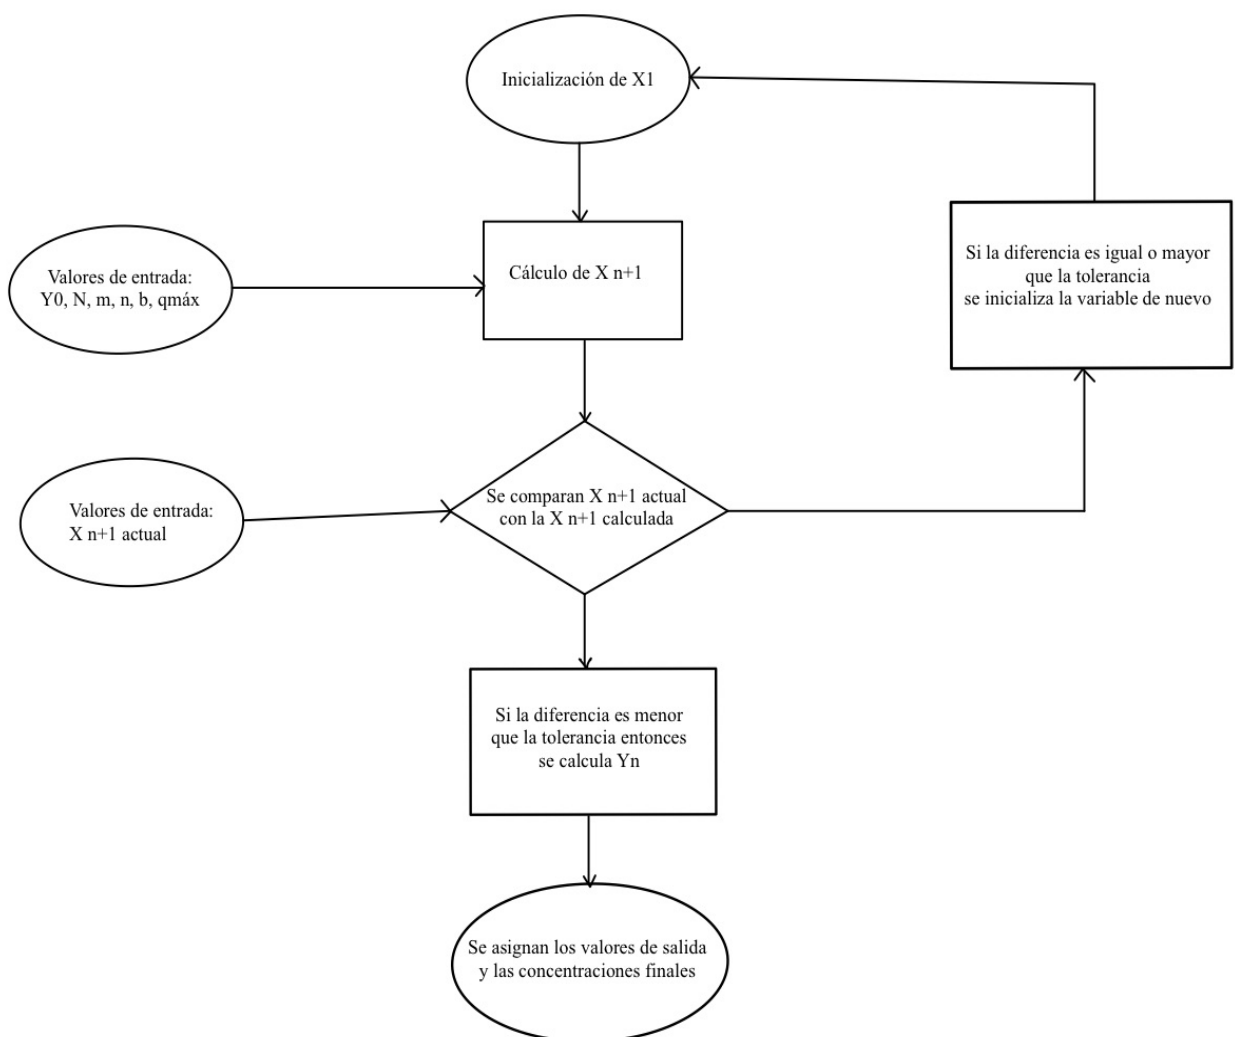 Inicialización de X1
Valores de entrada:
Y0, N, m, n, b, qmáx
Cálculo de X n+1
Si la diferencia es igual o mayor
que la tolerancia
se inicializa la variable de nuevo
Valores de entrada:
X n+1 actual
Se comparan X n+1 actual
con la X n+1 calculada
Si la diferencia es menor
que la tolerancia entonces
se calcula Yn
Se asignan los valores de salida
y las concentraciones finales